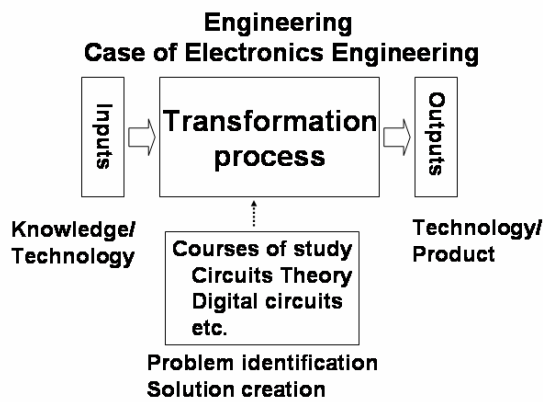 Engineering
Case of Electronics Engineering
Inputs
Transformation
process
Outputs
Knowledge/
Technology
Technology/
Product
Courses of study
Circuits Theory
Digital circuits
etc.
Problem identification
Solution creation